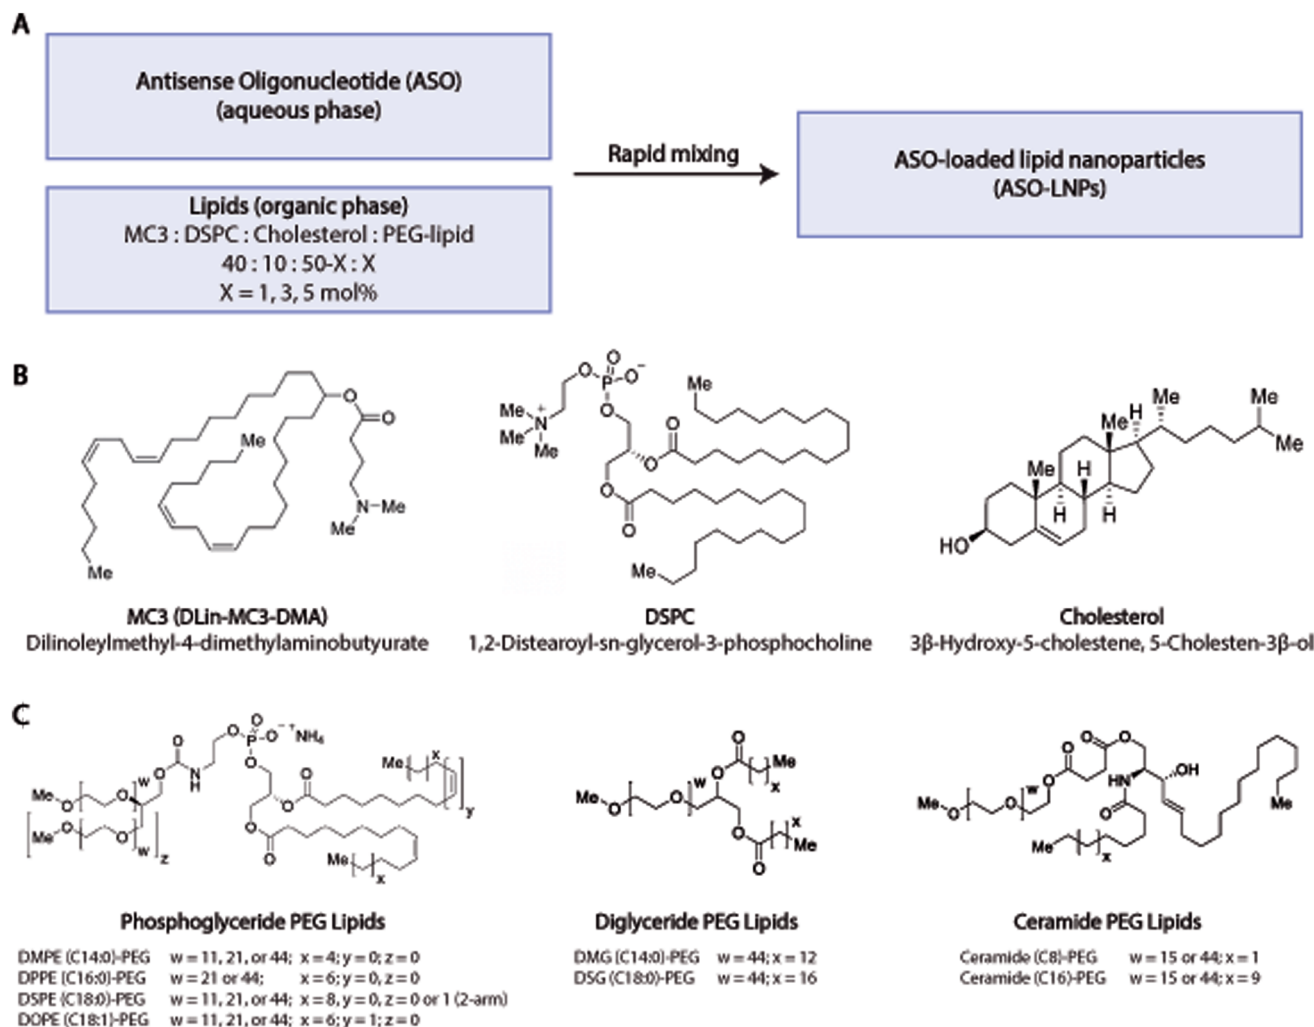 A
Antisense Oligonucleotide (ASO)
(aqueous phase)
Lipids (organic phase)
MC3 : DSPC : Cholesterol : PEG-lipid
40 : 10 : 50-X : X
X = 1, 3, 5 mol%
Rapid mixing
ASO-loaded lipid nanoparticles
(ASO-LNPs)
B
Me
Me
O
O
N
Me
Me
MC3 (DLin-MC3-DMA)
Dilinoleylmethyl-4-dimethylaminobutyurate
O
O
P
O⁻
O
Me
Me
N⁺
Me
Me
O
O
O
O
Me
DSPC
1,2-Distearoyl-sn-glycerol-3-phosphocholine
Me
Me
H
Me
Me
Me
H
H
H
HO
Cholesterol
3β-Hydroxy-5-cholestene, 5-Cholesten-3β-ol
C
O
O
P
O⁻ ⁺NH₄
O
O
O
N
H
Me
O
O
w
Me
O
O
w
z
O
O
O
O
Me
x
y
Me
x
Phosphoglyceride PEG Lipids
DMPE (C14:0)-PEG w = 11, 21, or 44; x = 4; y = 0; z = 0
DPPE (C16:0)-PEG w = 21 or 44; x = 6; y = 0, z = 0
DSPE (C18:0)-PEG w = 11, 21, or 44; x = 8, y = 0, z = 0 or 1 (2-arm)
DOPE (C18:1)-PEG w = 11, 21, or 44; x = 6; y = 1; z = 0
Me
O
O
w
O
O
Me
x
O
O
x
Me
Diglyceride PEG Lipids
DMG (C14:0)-PEG w = 44; x = 12
DSG (C18:0)-PEG w = 44; x = 16
Me
O
O
w
O
O
O
O
HN
OH
O
Me
x
Me
Ceramide PEG Lipids
Ceramide (C8)-PEG w = 15 or 44; x = 1
Ceramide (C16)-PEG w = 15 or 44; x = 9